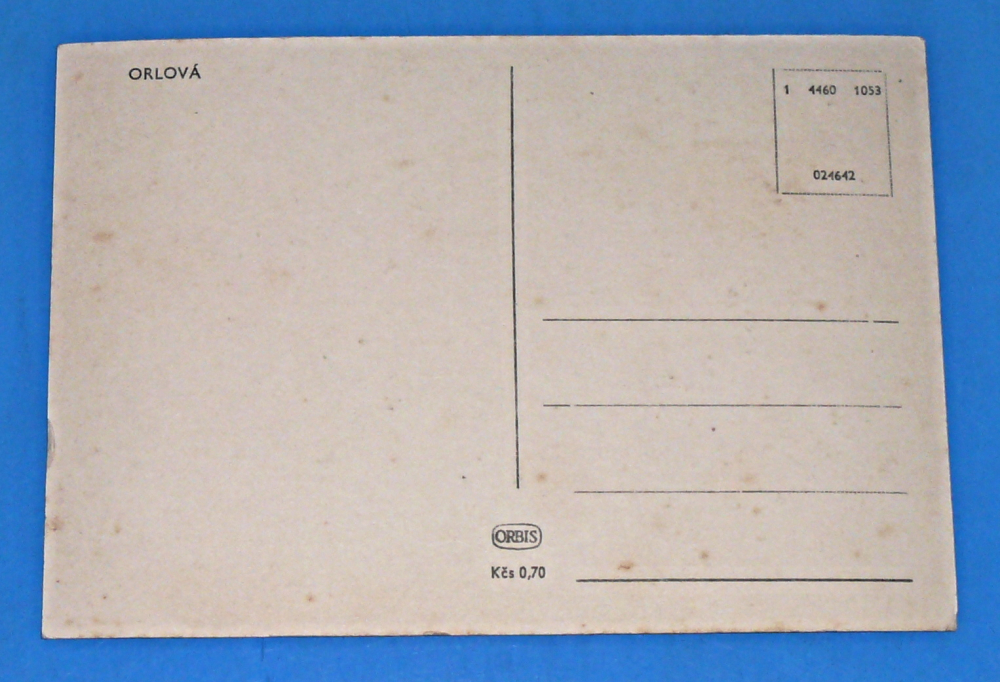 ORLOVÁ
1 4460 1053
024642
ORBIS
Kčs 0,70